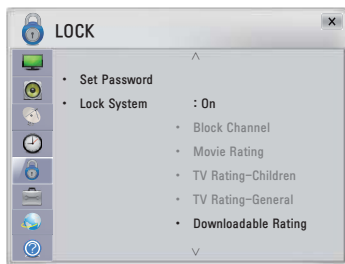 LOCK
X
• Set Password
• Lock System : On
• Block Channel
• Movie Rating
• TV Rating-Children
• TV Rating-General
• Downloadable Rating